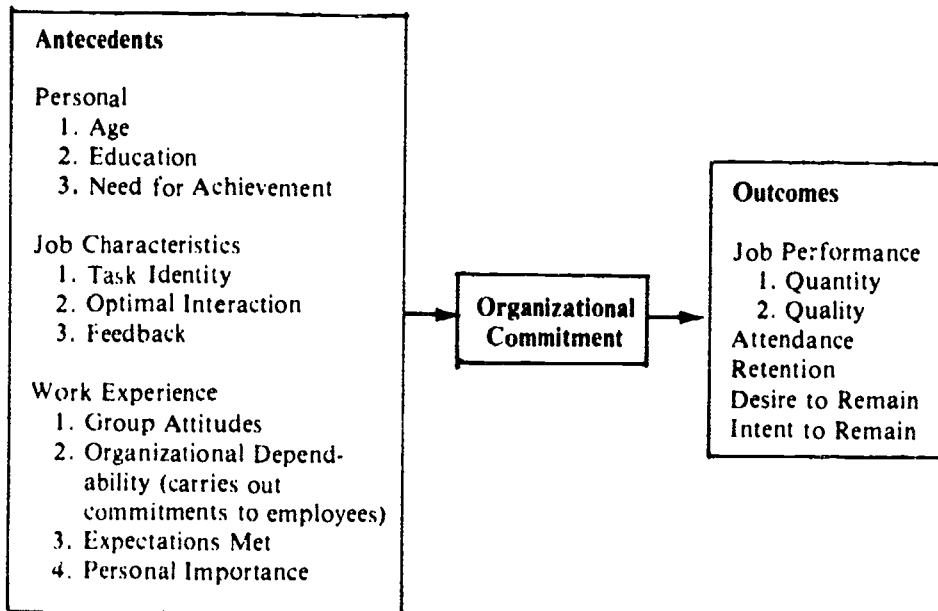 Antecedents
Personal
1. Age
2. Education
3. Need for Achievement
Job Characteristics
1. Task Identity
2. Optimal Interaction
3. Feedback
Work Experience
1. Group Attitudes
2. Organizational Depend-
ability (carries out
commitments to employees)
3. Expectations Met
4. Personal Importance
Organizational
Commitment
Outcomes
Job Performance
1. Quantity
2. Quality
Attendance
Retention
Desire to Remain
Intent to Remain